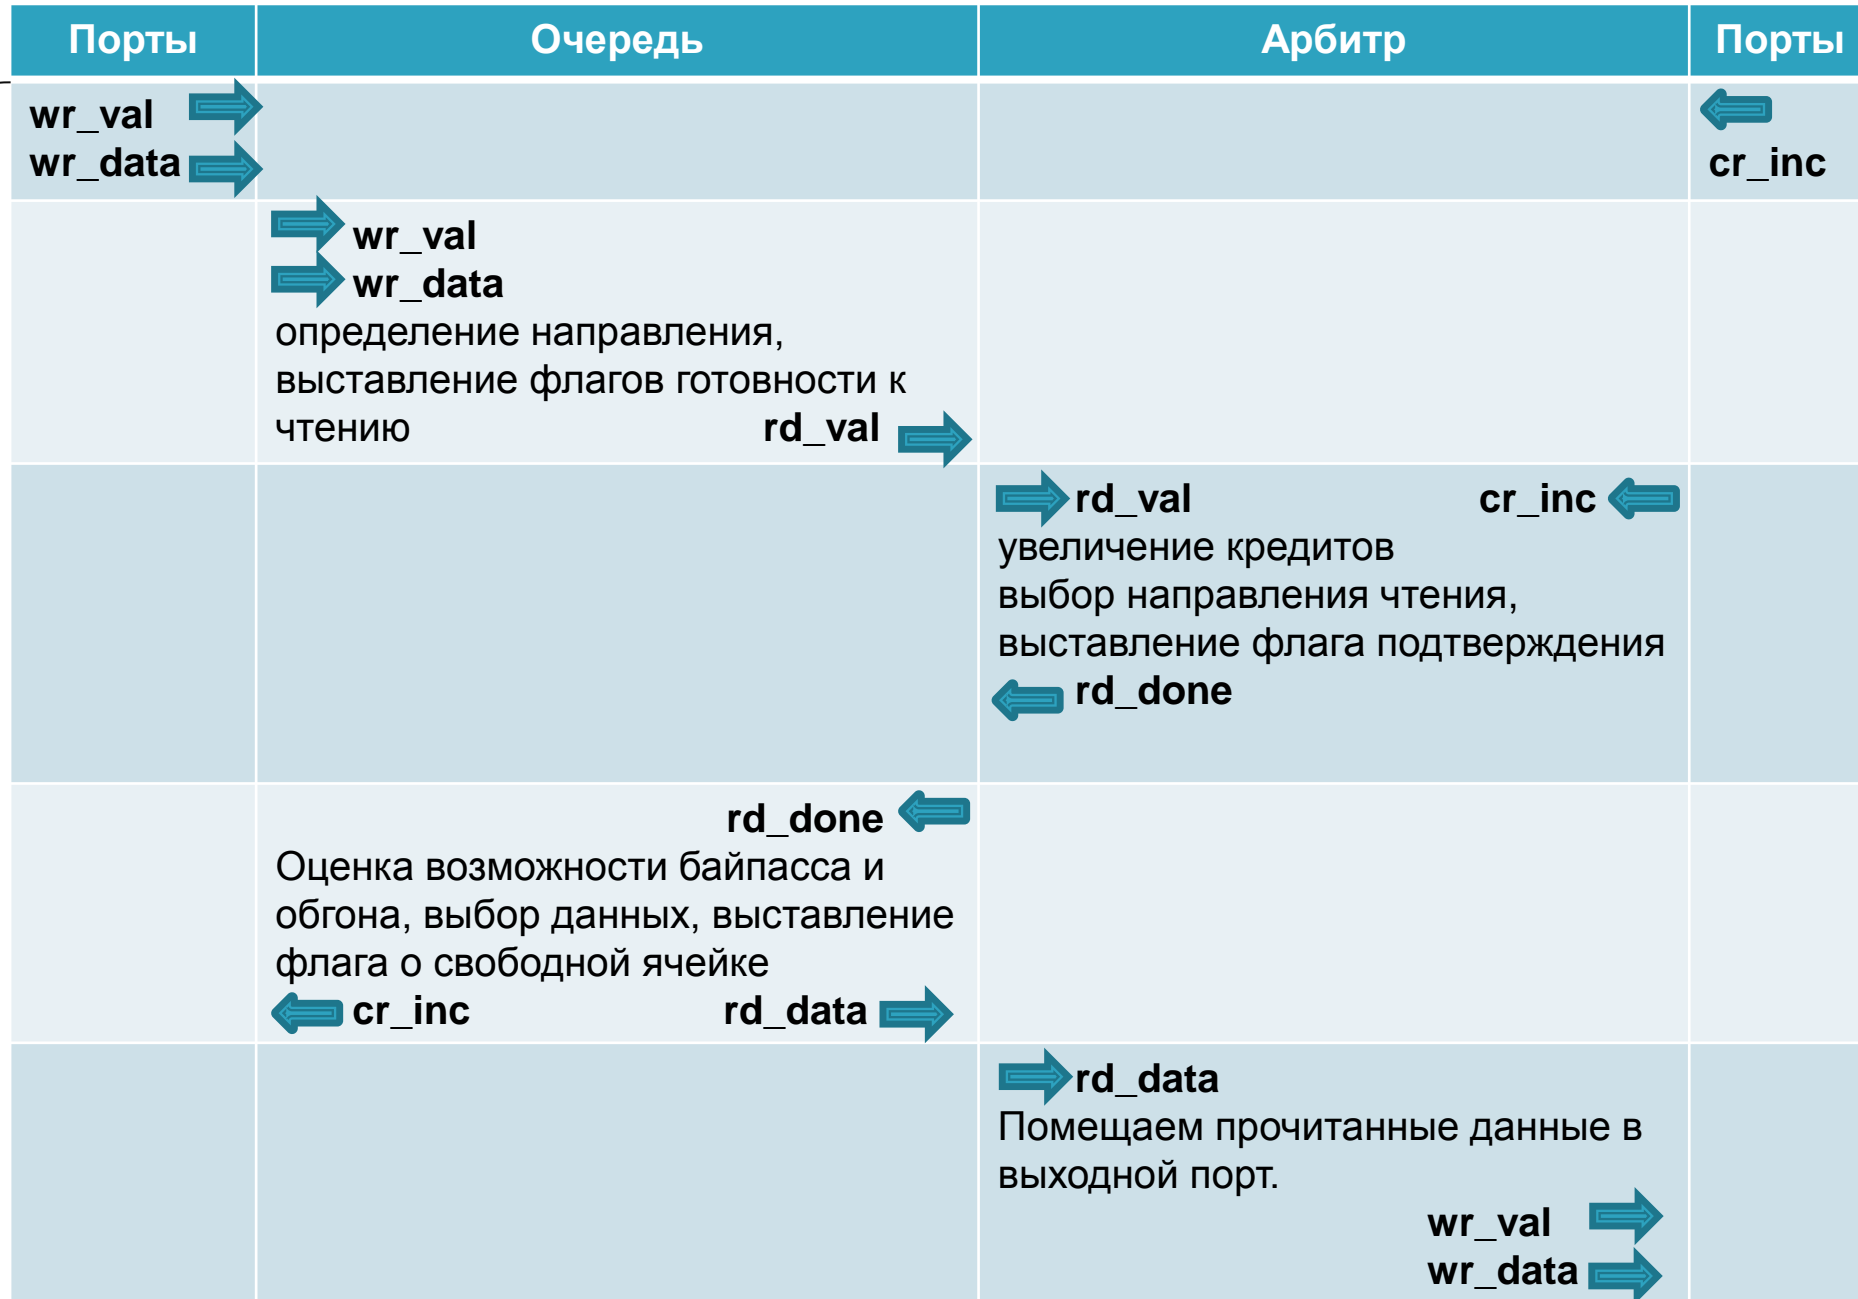 Порты
Очередь
Арбитр
Порты
wr_val
wr_data
cr_inc
wr_val
wr_data
определение направления,
выставление флагов готовности к
чтению rd_val
rd_val cr_inc
увеличение кредитов
выбор направления чтения,
выставление флага подтверждения
rd_done
rd_done
Оценка возможности байпасса и
обгона, выбор данных, выставление
флага о свободной ячейке
cr_inc rd_data
rd_data
Помещаем прочитанные данные в
выходной порт.
wr_val
wr_data